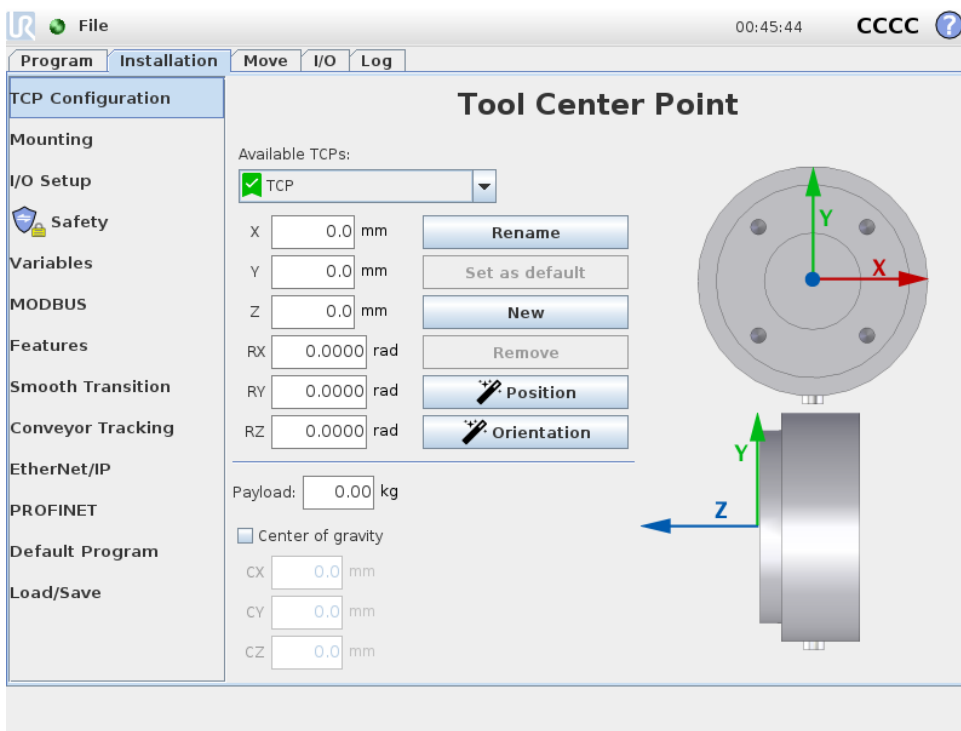 UR File 00:45:44 CCCC ?
Program Installation Move I/O Log
TCP Configuration
Mounting
I/O Setup
Safety
Variables
MODBUS
Features
Smooth Transition
Conveyor Tracking
EtherNet/IP
PROFINET
Default Program
Load/Save
Tool Center Point
Available TCPs:
TCP
X 0.0 mm Rename
Y 0.0 mm Set as default
Z 0.0 mm New
RX 0.0000 rad Remove
RY 0.0000 rad Position
RZ 0.0000 rad Orientation
Payload: 0.00 kg
Center of gravity
CX 0.0 mm
CY 0.0 mm
CZ 0.0 mm
Y
X
Y
Z